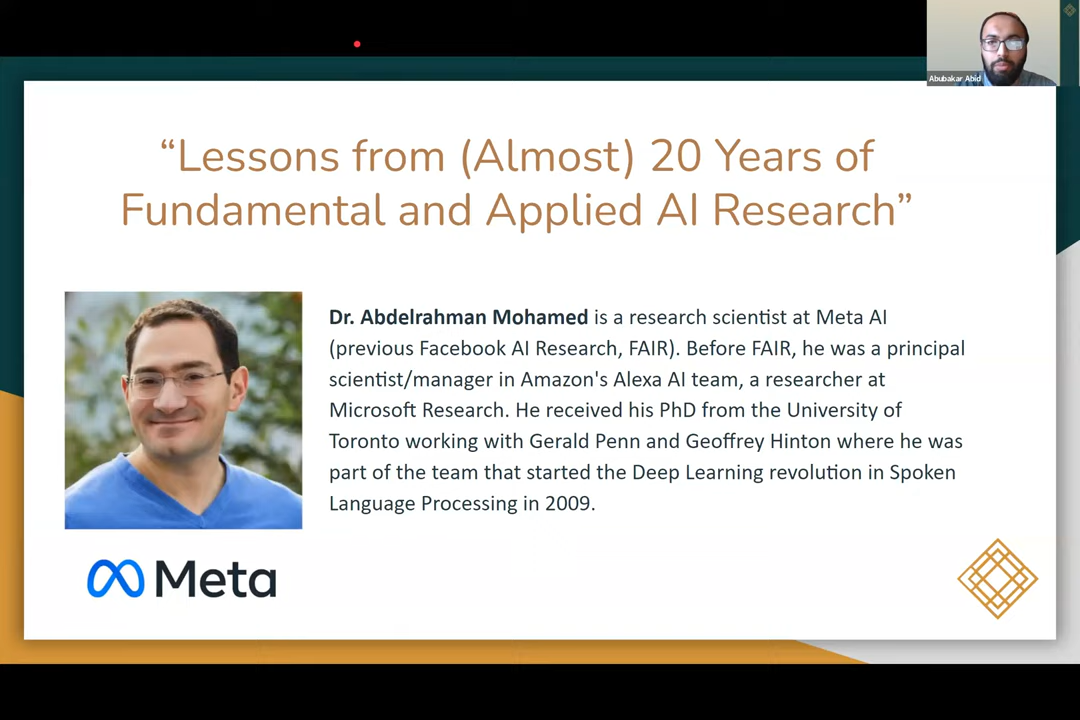 Abubakar Abid
“Lessons from (Almost) 20 Years of
Fundamental and Applied AI Research”
Dr. Abdelrahman Mohamed is a research scientist at Meta AI
(previous Facebook AI Research, FAIR). Before FAIR, he was a principal
scientist/manager in Amazon's Alexa AI team, a researcher at
Microsoft Research. He received his PhD from the University of
Toronto working with Gerald Penn and Geoffrey Hinton where he was
part of the team that started the Deep Learning revolution in Spoken
Language Processing in 2009.
Meta